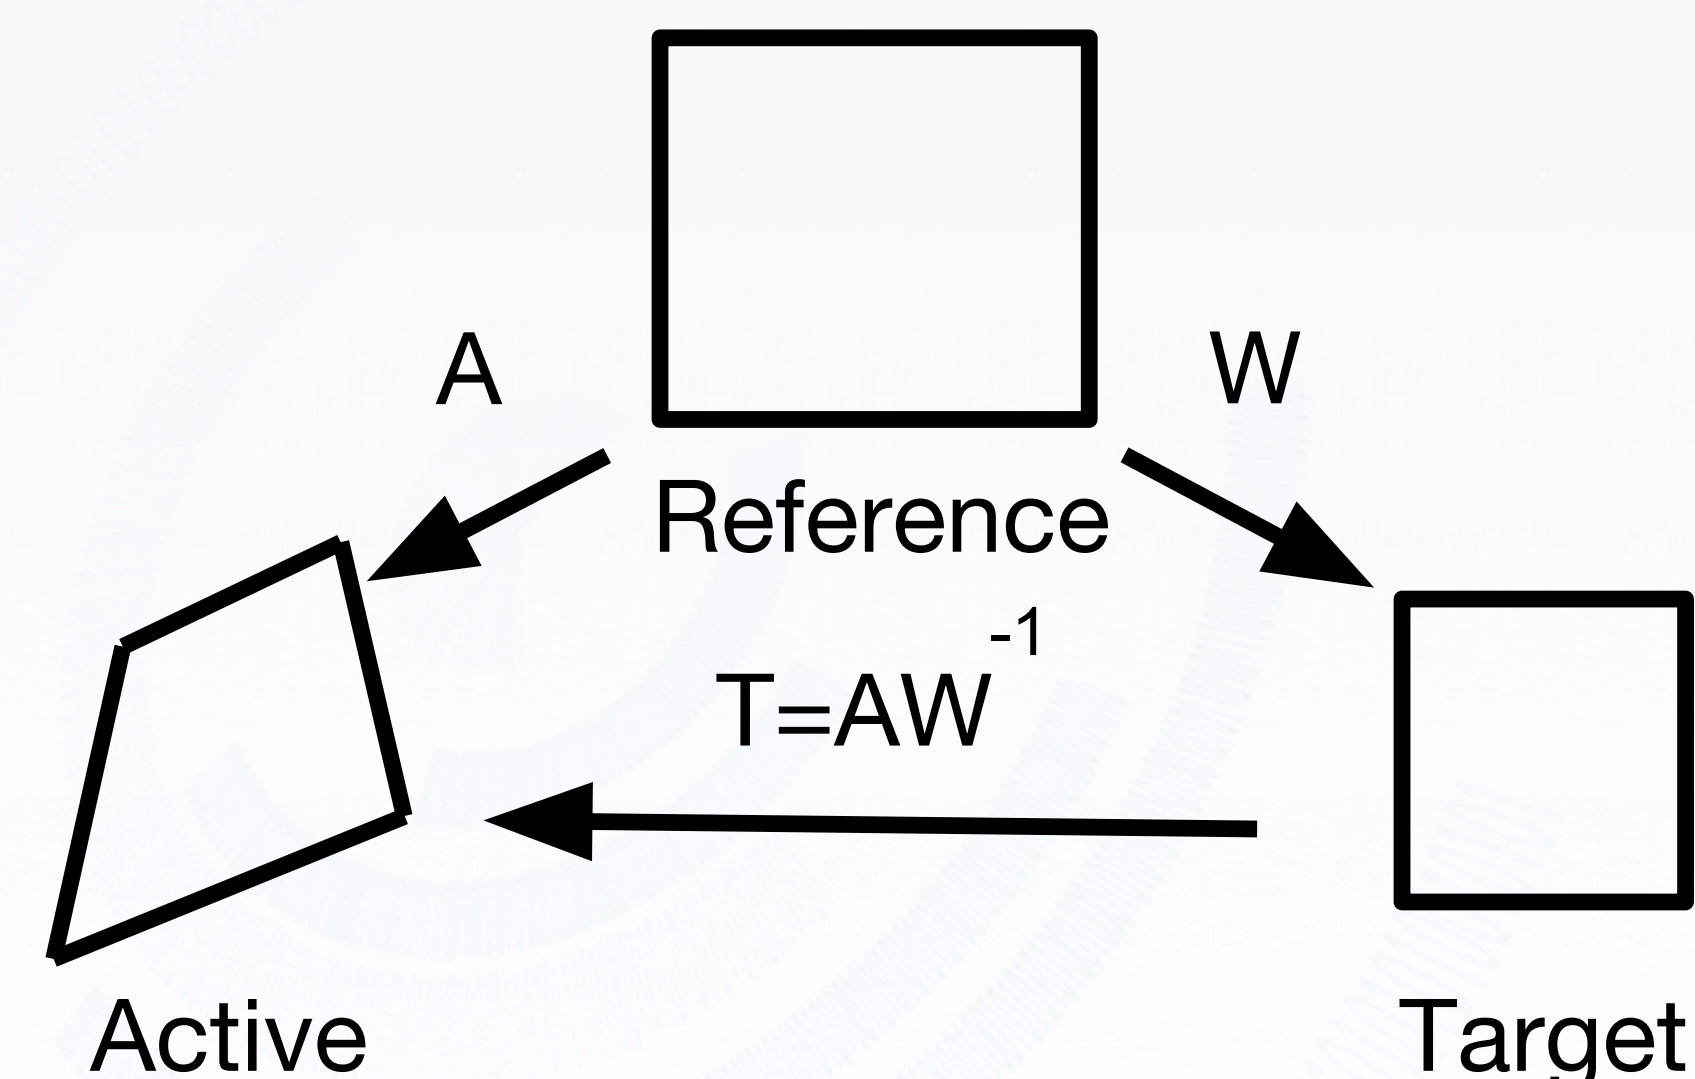 A
W
Reference
T=AW⁻¹
Active
Target